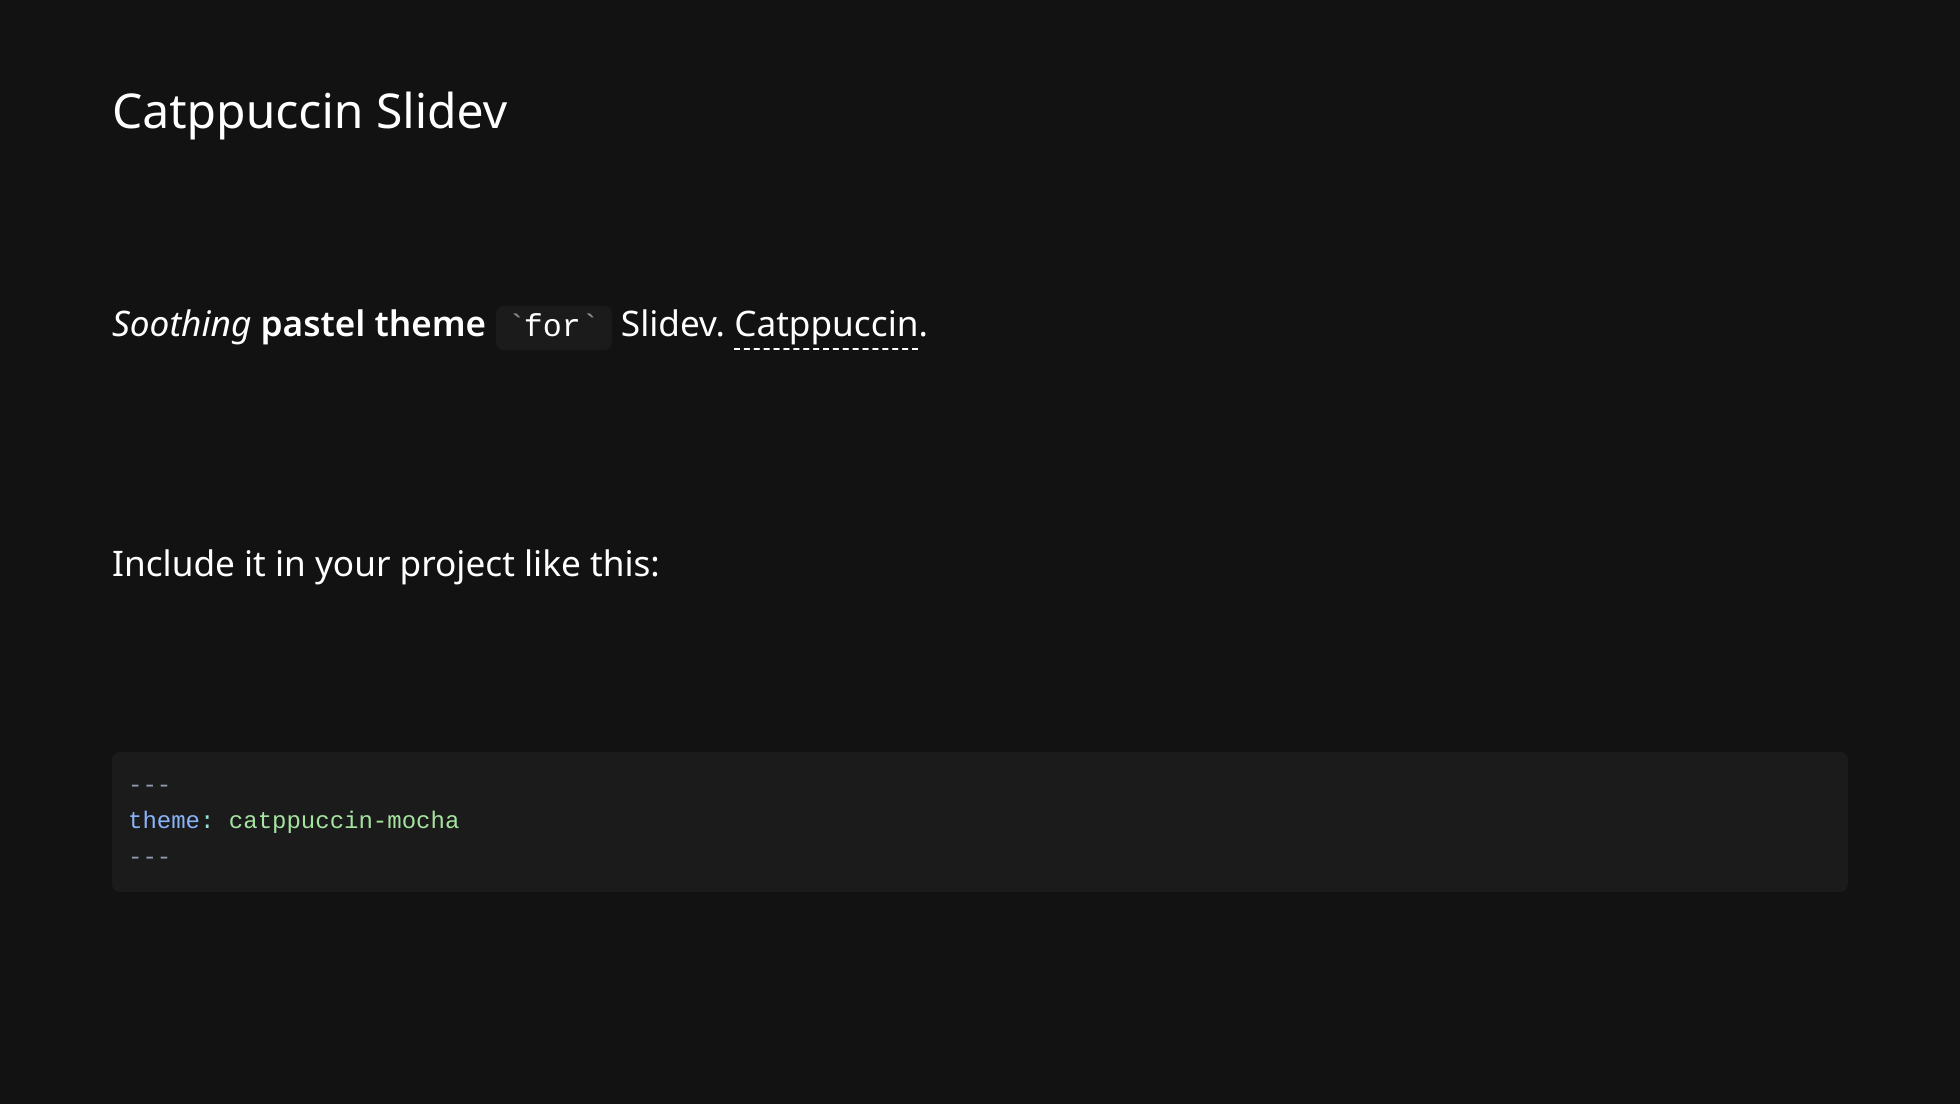 Catppuccin Slidev
Soothing pastel theme `for` Slidev. Catppuccin.
Include it in your project like this:
---
theme: catppuccin-mocha
---